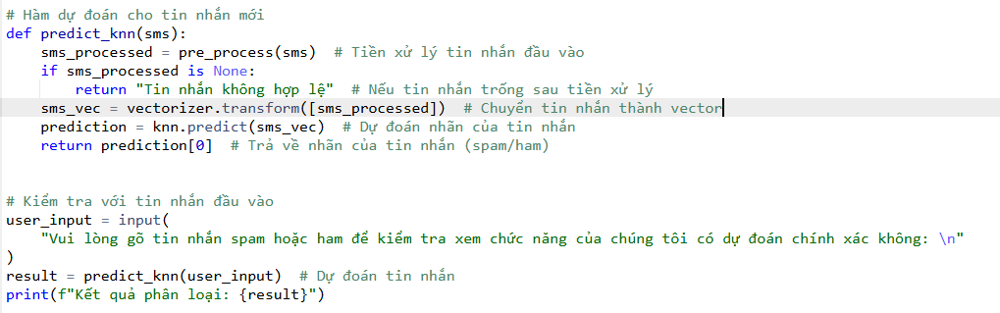 # Hàm dự đoán cho tin nhắn mới
def predict_knn(sms):
    sms_processed = pre_process(sms)  # Tiền xử lý tin nhắn đầu vào
    if sms_processed is None:
        return "Tin nhắn không hợp lệ"  # Nếu tin nhắn trống sau tiền xử lý
    sms_vec = vectorizer.transform([sms_processed])  # Chuyển tin nhắn thành vector
    prediction = knn.predict(sms_vec)  # Dự đoán nhãn của tin nhắn
    return prediction[0]  # Trả về nhãn của tin nhắn (spam/ham)
# Kiểm tra với tin nhắn đầu vào
user_input = input(
    "Vui lòng gõ tin nhắn spam hoặc ham để kiểm tra xem chức năng của chúng tôi có dự đoán chính xác không: \n"
)
result = predict_knn(user_input)  # Dự đoán tin nhắn
print(f"Kết quả phân loại: {result}")